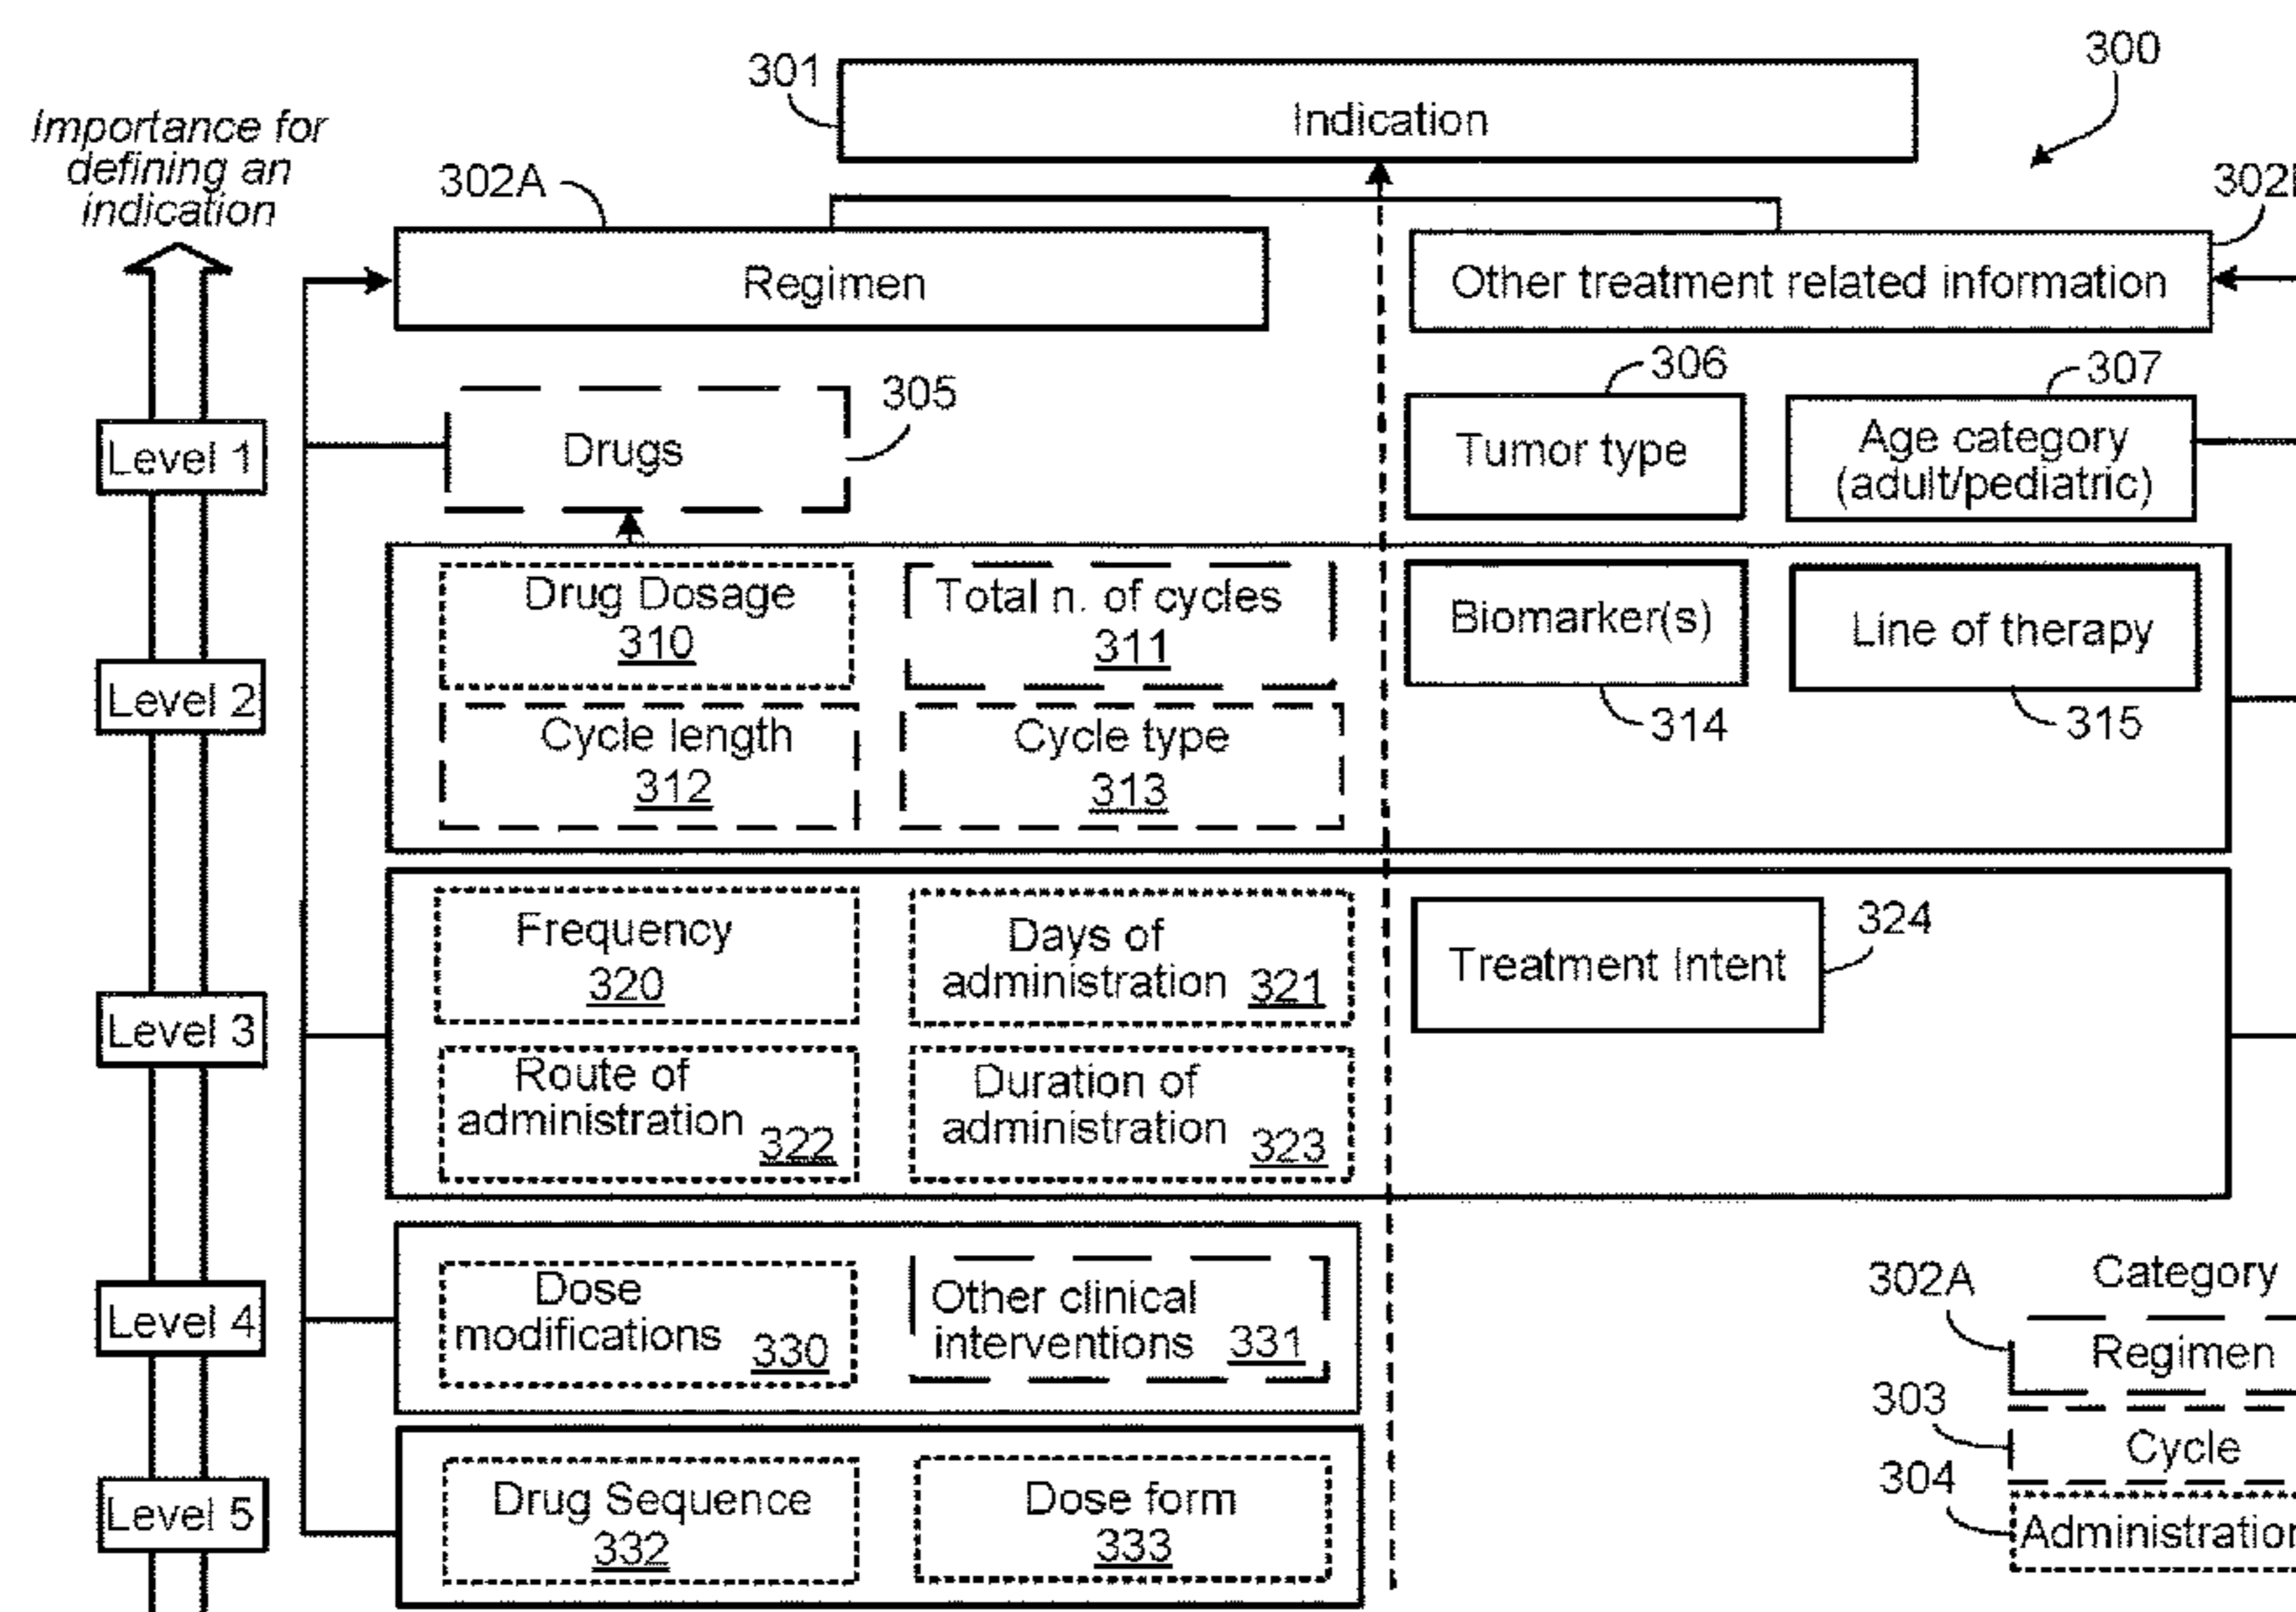 300
301
Indication
Importance for
defining an
indication
302A
302
Regimen
Other treatment related information
306
307
305
Level 1
Drugs
Tumor type
Age category
(adult/pediatric)
Level 2
Drug Dosage
310
Total n. of cycles
311
Biomarker(s)
Line of therapy
314
315
Cycle length
312
Cycle type
313
Level 3
Frequency
320
Days of
administration 321
Treatment Intent
324
Route of
administration 322
Duration of
administration 323
Level 4
Dose
modifications 330
Other clinical
interventions 331
Level 5
Drug Sequence
332
Dose form
333
Category
302A
Regimen
303
Cycle
304
Administration